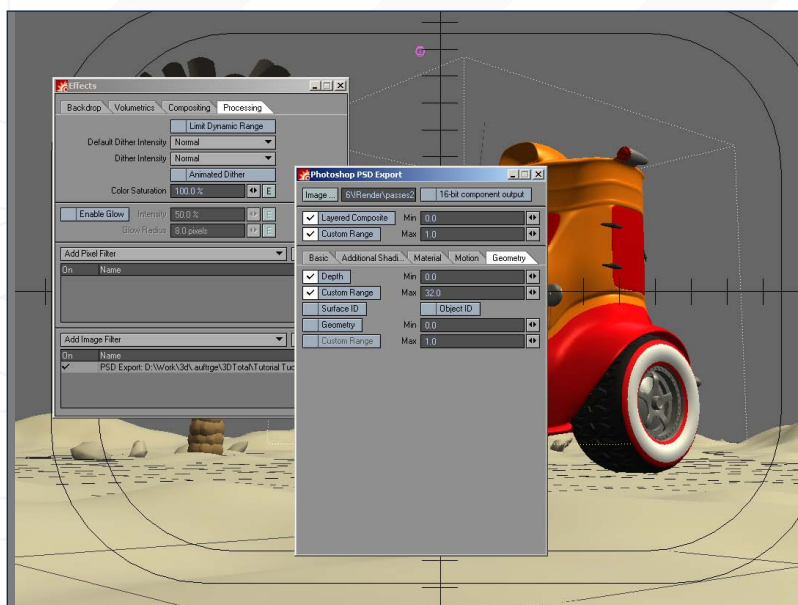 Effects
Backdrop Volumetrics Compositing Processing
Limit Dynamic Range
Default Dither Intensity Normal
Dither Intensity Normal
Animated Dither
Color Saturation 100.0 % E
Enable Glow Intensity 50.0 % E
Glow Radius 8.0 pixels E
Add Pixel Filter
On Name
Add Image Filter
On Name
PSD Export: D:\Work\3d\.aufträge\3DTotal\Tutorial Tuc
Photoshop PSD Export
Image ... 6\Render\passes2 16-bit component output
Layered Composite Min 0.0
Custom Range Max 1.0
Basic Additional Shadi... Material Motion Geometry
Depth Min 0.0
Custom Range Max 32.0
Surface ID Object ID
Geometry Min 0.0
Custom Range Max 1.0